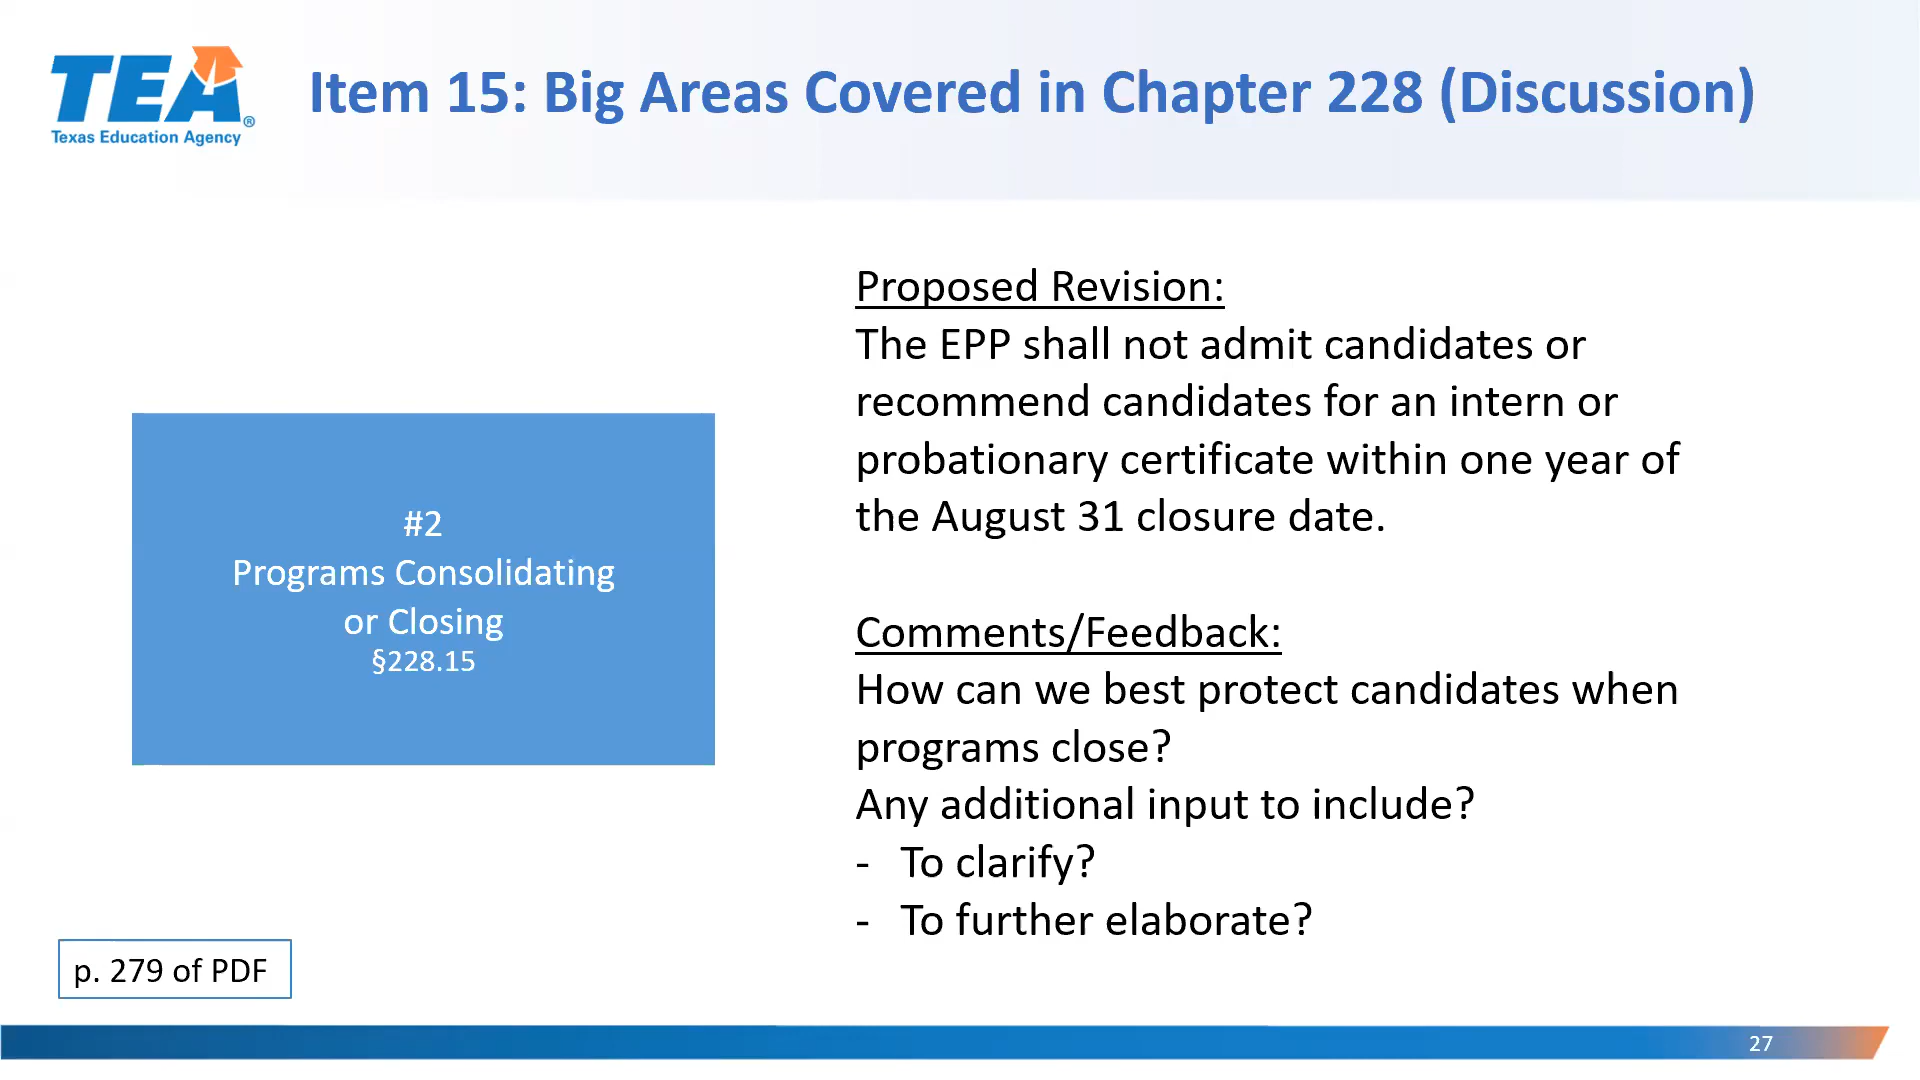 TEA®
Texas Education Agency
Item 15: Big Areas Covered in Chapter 228 (Discussion)
#2
Programs Consolidating
or Closing
§228.15
Proposed Revision:
The EPP shall not admit candidates or
recommend candidates for an intern or
probationary certificate within one year of
the August 31 closure date.
Comments/Feedback:
How can we best protect candidates when
programs close?
Any additional input to include?
- To clarify?
- To further elaborate?
p. 279 of PDF
27